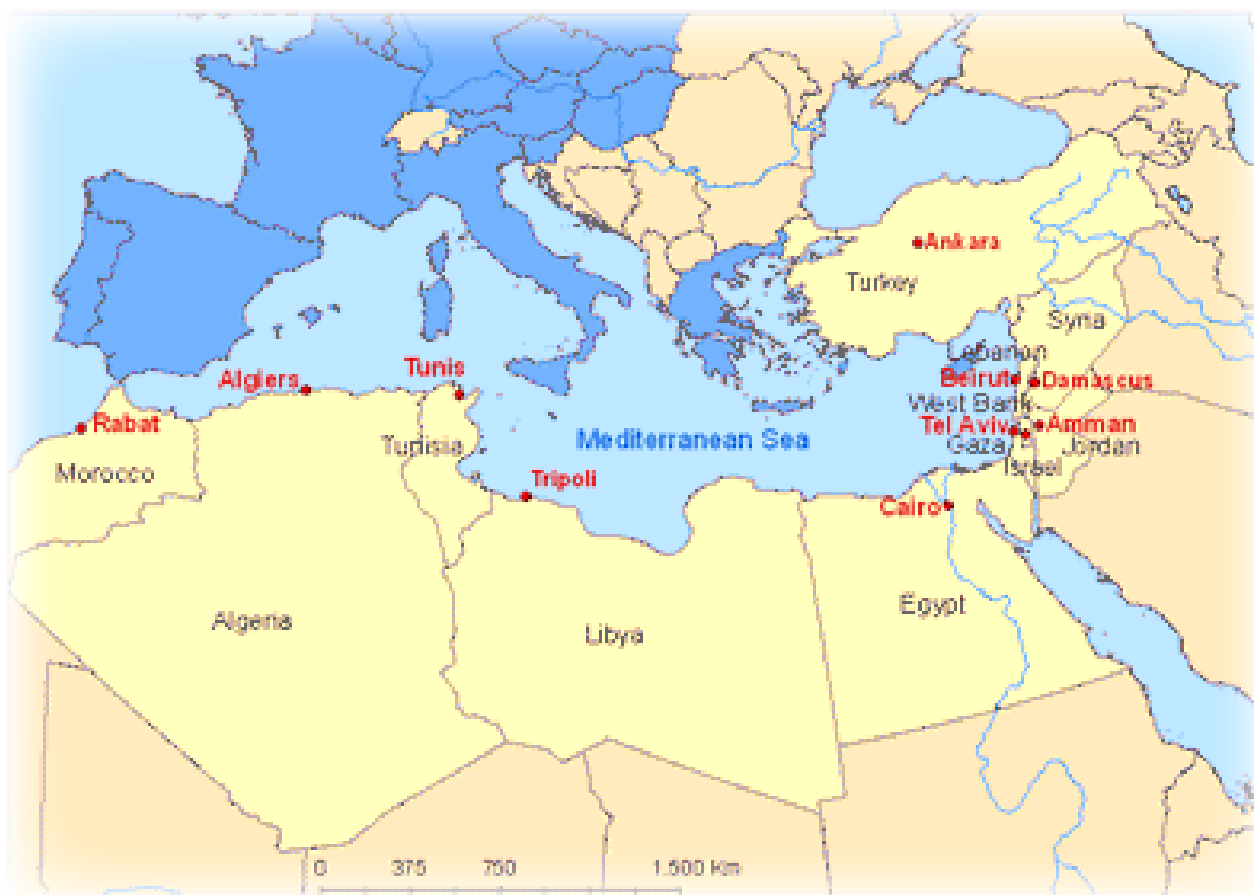 Ankara
Turkey
Syria
Lebanon
Tunis
Beirut
Damascus
Algiers
West Bank
Rabat
Tel Aviv
Amman
Mediterranean Sea
Tunisia
Gaza
Jordan
Morocco
Israel
Tripoli
Cairo
Egypt
Algeria
Libya
0 375 750 1.500 Km